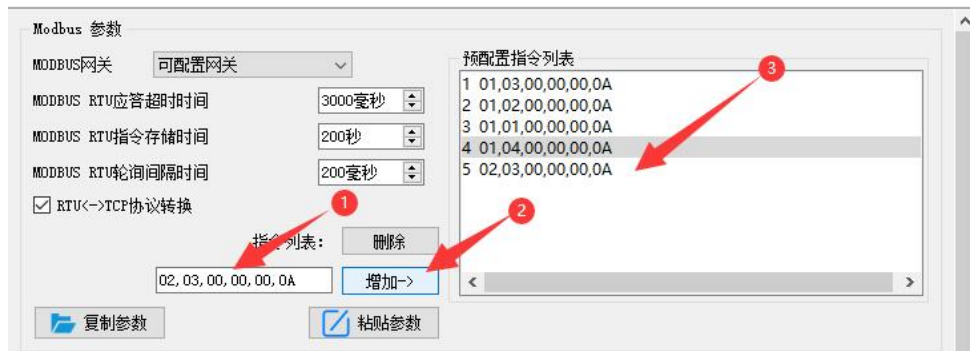 Modbus 参数
MODBUS网关 可配置网关
MODBUS RTU应答超时时间 3000毫秒
MODBUS RTU指令存储时间 200秒
MODBUS RTU轮询间隔时间 200毫秒
RTU<->TCP协议转换
1
指令列表: 删除
2
02,03,00,00,00,0A 增加->
复制参数 粘贴参数
预配置指令列表
3
1 01,03,00,00,00,0A
2 01,02,00,00,00,0A
3 01,01,00,00,00,0A
4 01,04,00,00,00,0A
5 02,03,00,00,00,0A